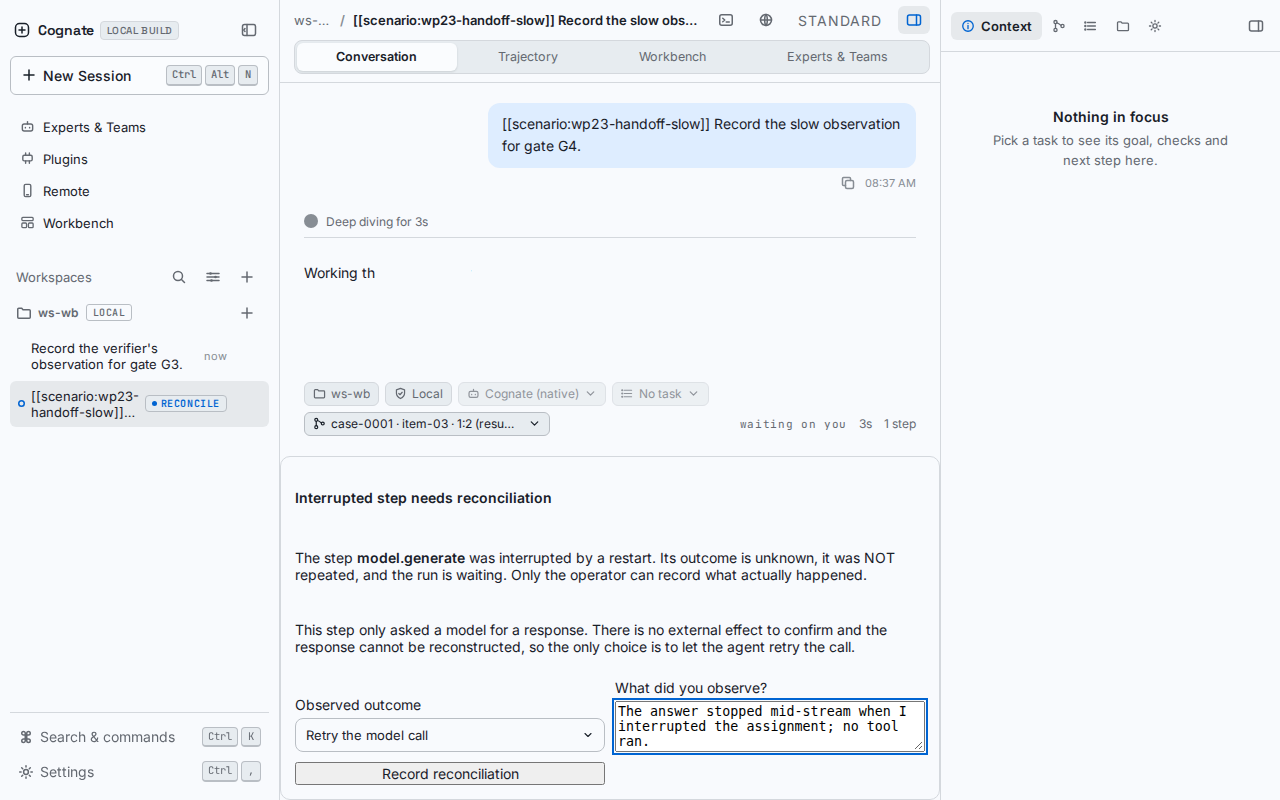 Cognate LOCAL BUILD
New Session Ctrl Alt N
Experts & Teams
Plugins
Remote
Workbench
Workspaces
ws-wb LOCAL
Record the verifier's
observation for gate G3.
now
[[scenario:wp23-
handoff-slow]]...
RECONCILE
Search & commands Ctrl K
Settings Ctrl ,
ws-... / [[scenario:wp23-handoff-slow]] Record the slow obs... STANDARD
Conversation Trajectory Workbench Experts & Teams
[[scenario:wp23-handoff-slow]] Record the slow observation
for gate G4.
08:37 AM
Deep diving for 3s
Working th
ws-wb Local Cognate (native) No task
case-0001 · item-03 · 1:2 (resu... waiting on you 3s 1 step
Interrupted step needs reconciliation
The step model.generate was interrupted by a restart. Its outcome is unknown, it was NOT
repeated, and the run is waiting. Only the operator can record what actually happened.
This step only asked a model for a response. There is no external effect to confirm and the
response cannot be reconstructed, so the only choice is to let the agent retry the call.
Observed outcome
Retry the model call
What did you observe?
The answer stopped mid-stream when I
interrupted the assignment; no tool
ran.
Record reconciliation
Context
Nothing in focus
Pick a task to see its goal, checks and
next step here.